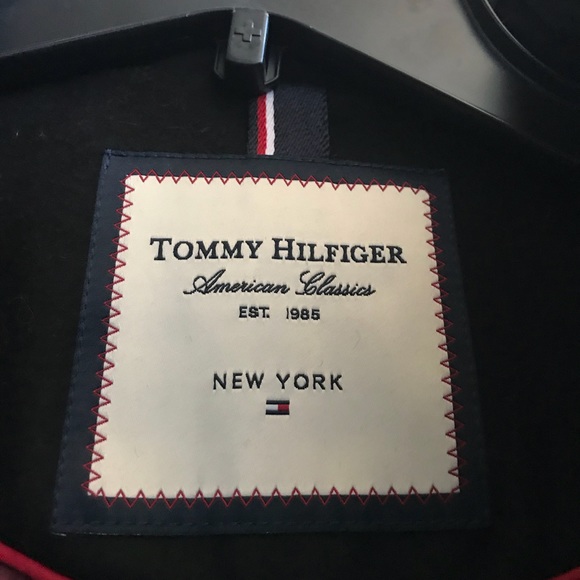 TOMMY HILFIGER
American Classics
EST. 1985
NEW YORK